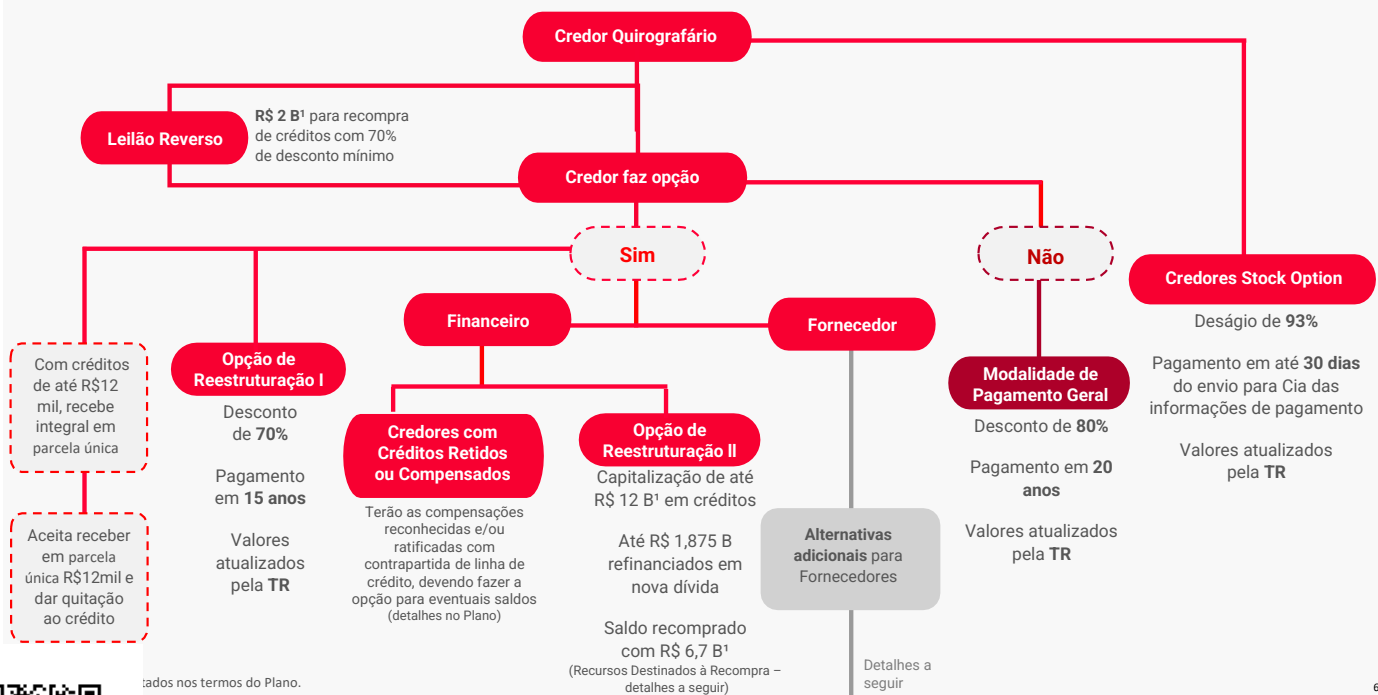 Credor Quirografário
Leilão Reverso
R$ 2 B¹ para recompra
de créditos com 70%
de desconto mínimo
Credor faz opção
Sim
Não
Com créditos
de até R$12
mil, recebe
integral em
parcela única
Aceita receber
em parcela
única R$12mil e
dar quitação
ao crédito
Opção de
Reestruturação I
Desconto
de 70%
Pagamento
em 15 anos
Valores
atualizados
pela TR
Financeiro
Credores com
Créditos Retidos
ou Compensados
Terão as compensações
reconhecidas e/ou
ratificadas com
contrapartida de linha de
crédito, devendo fazer a
opção para eventuais saldos
(detalhes no Plano)
Opção de
Reestruturação II
Capitalização de até
R$ 12 B¹ em créditos
Até R$ 1,875 B
refinanciados em
nova dívida
Saldo recomprado
com R$ 6,7 B¹
(Recursos Destinados à Recompra –
detalhes a seguir)
Fornecedor
Alternativas
adicionais para
Fornecedores
Detalhes a
seguir
Modalidade de
Pagamento Geral
Desconto de 80%
Pagamento em 20
anos
Valores atualizados
pela TR
Credores Stock Option
Deságio de 93%
Pagamento em até 30 dias
do envio para Cia das
informações de pagamento
Valores atualizados
pela TR
tados nos termos do Plano.
6